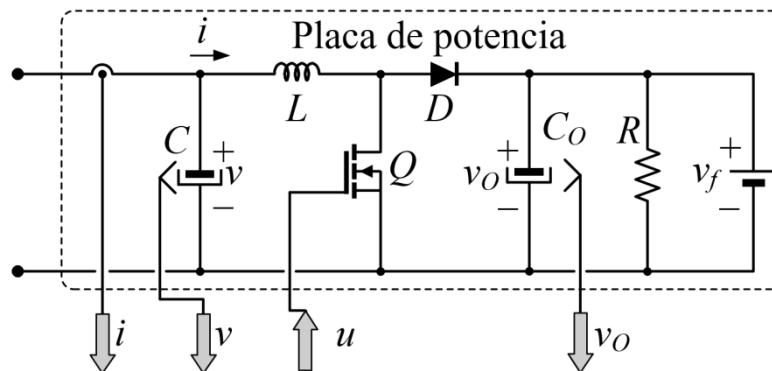 i
Placa de potencia
L
D
C
+
v
−
Q
C_O
+
v_O
−
R
+
v_f
−
i
v
u
v_O